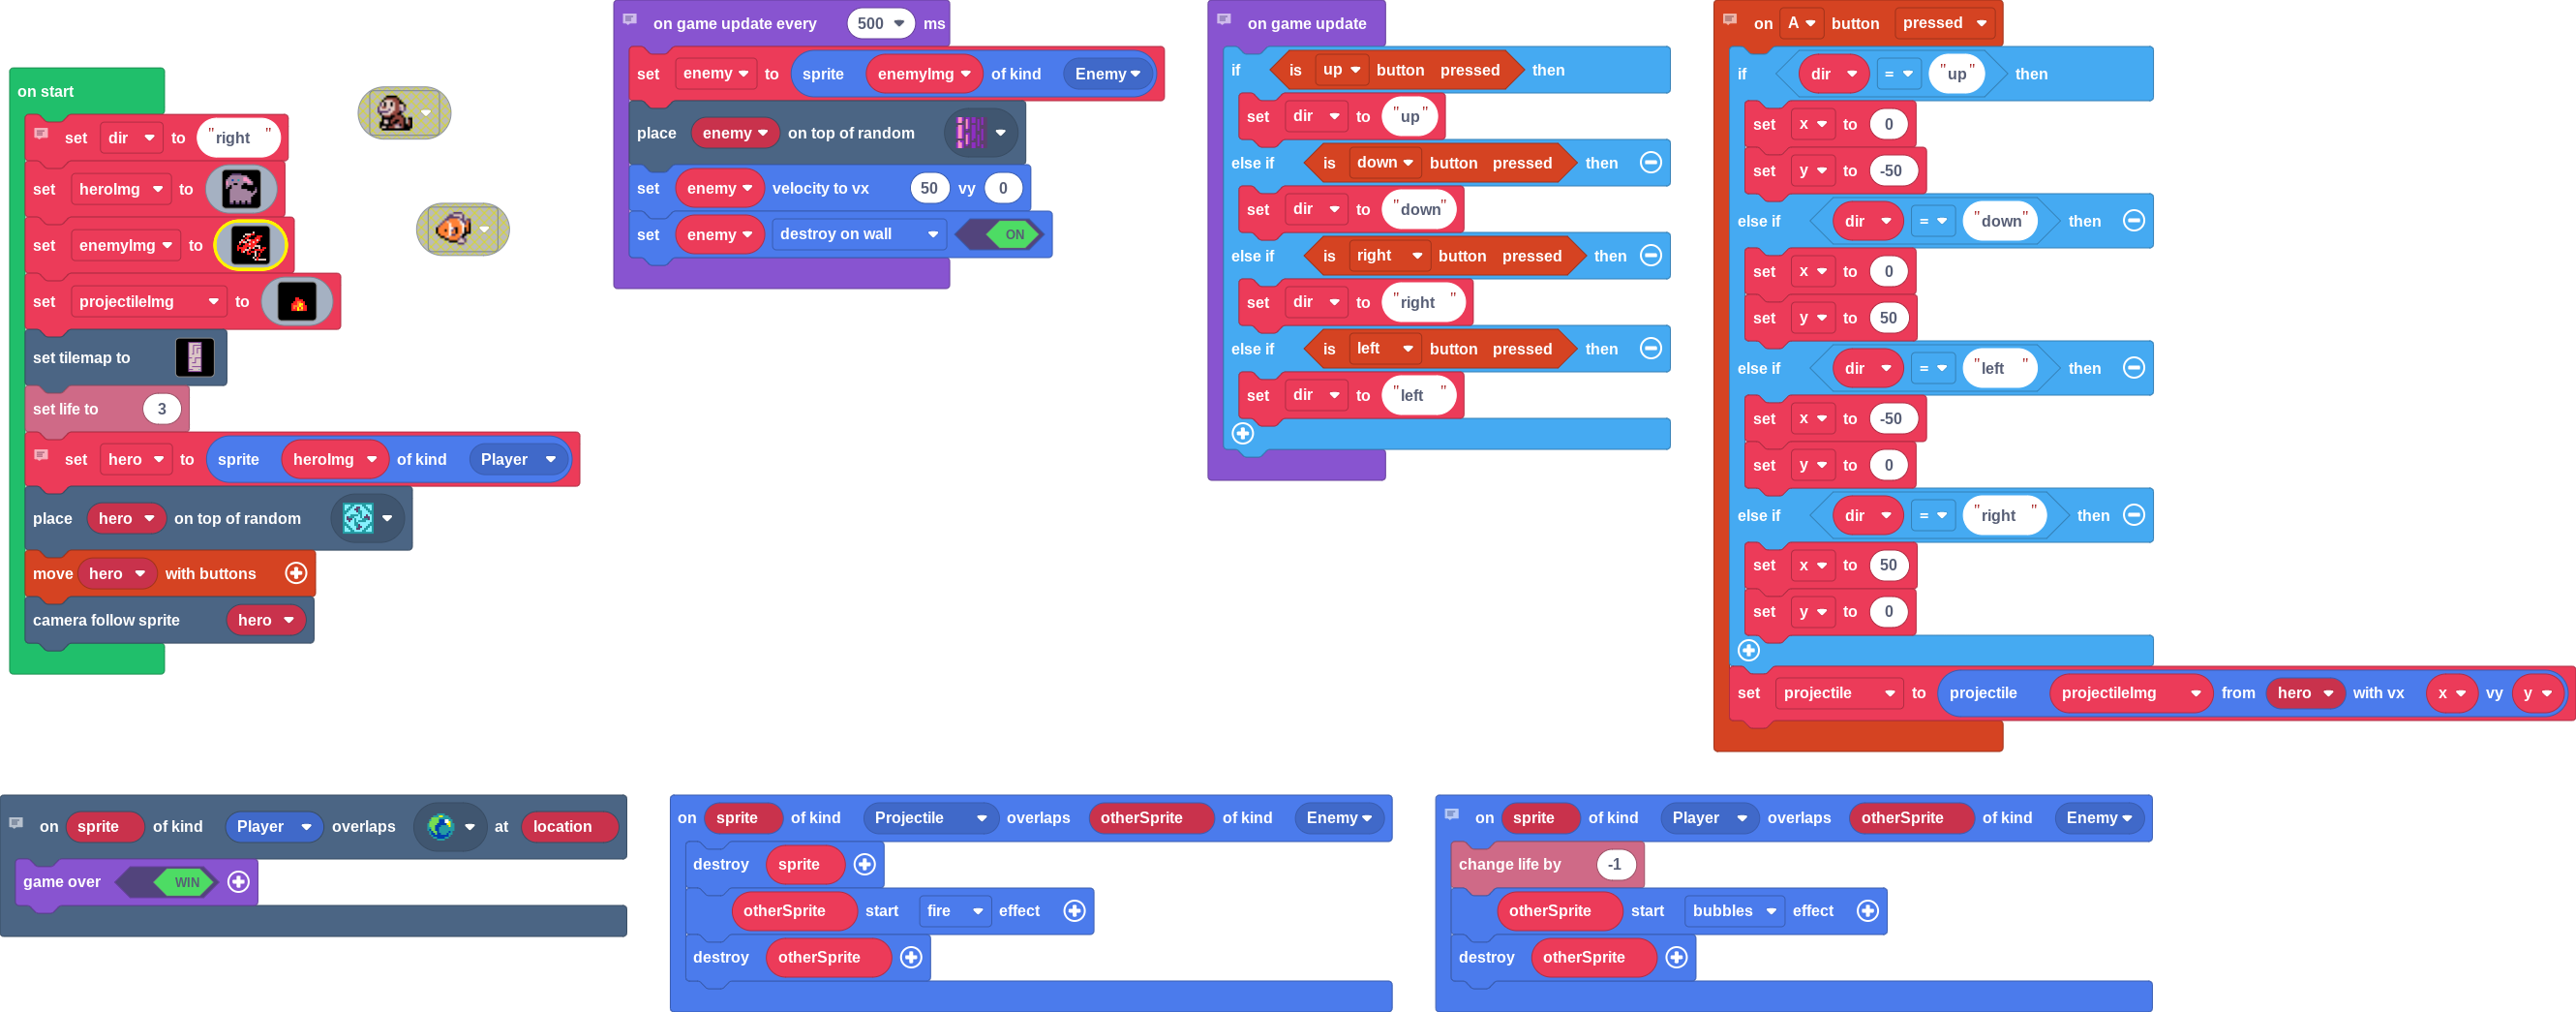 on start
set dir to "right"
set heroImg to
set enemyImg to
set projectileImg to
set tilemap to
set life to 3
set hero to sprite heroImg of kind Player
place hero on top of random
move hero with buttons
camera follow sprite hero
on game update every 500 ms
set enemy to sprite enemyImg of kind Enemy
place enemy on top of random
set enemy velocity to vx 50 vy 0
set enemy destroy on wall ON
on game update
if is up button pressed then
set dir to "up"
else if is down button pressed then
set dir to "down"
else if is right button pressed then
set dir to "right"
else if is left button pressed then
set dir to "left"
on A button pressed
if dir = "up" then
set x to 0
set y to -50
else if dir = "down" then
set x to 0
set y to 50
else if dir = "left" then
set x to -50
set y to 0
else if dir = "right" then
set x to 50
set y to 0
set projectile to projectile projectileImg from hero with vx x vy y
on sprite of kind Player overlaps at location
game over WIN
on sprite of kind Projectile overlaps otherSprite of kind Enemy
destroy sprite
otherSprite start fire effect
destroy otherSprite
on sprite of kind Player overlaps otherSprite of kind Enemy
change life by -1
otherSprite start bubbles effect
destroy otherSprite